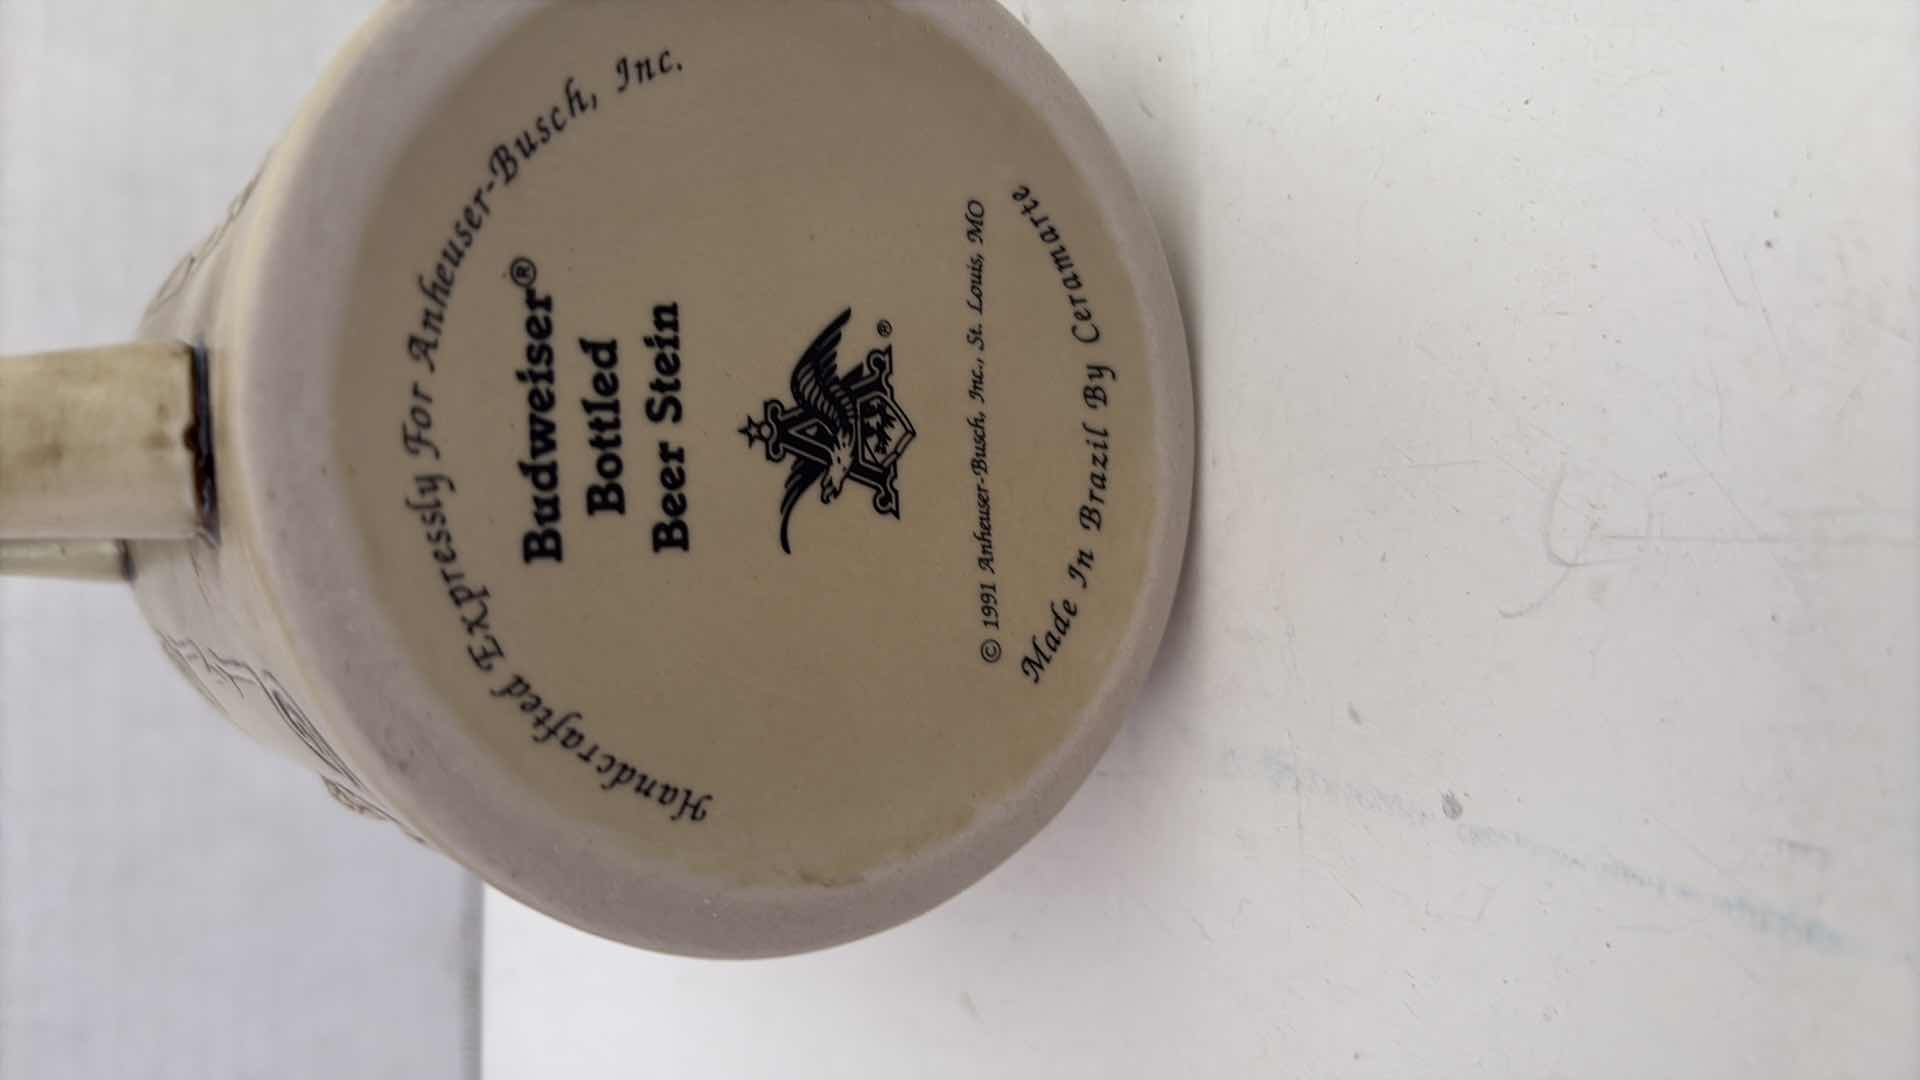 Handcrafted Expressly For Anheuser-Busch, Inc.
Budweiser®
Bottled
Beer Stein
A
®
© 1991 Anheuser-Busch, Inc., St. Louis, MO
Made In Brazil By Ceramarte